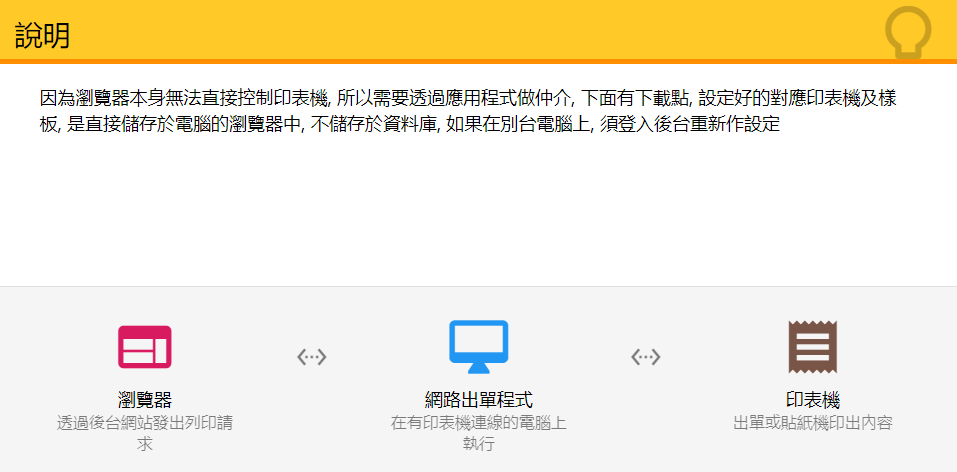 說明
因為瀏覽器本身無法直接控制印表機, 所以需要透過應用程式做仲介, 下面有下載點, 設定好的對應印表機及樣
板, 是直接儲存於電腦的瀏覽器中, 不儲存於資料庫, 如果在別台電腦上, 須登入後台重新作設定
瀏覽器
透過後台網站發出列印請
求
網路出單程式
在有印表機連線的電腦上
執行
印表機
出單或貼紙機印出內容